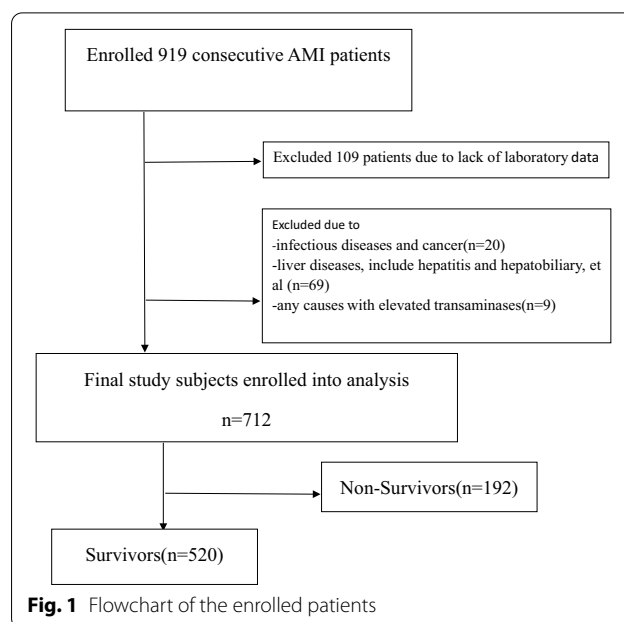 Enrolled 919 consecutive AMI patients
Excluded 109 patients due to lack of laboratory data
Excluded due to
-infectious diseases and cancer(n=20)
-liver diseases, include hepatitis and hepatobiliary, et
al (n=69)
-any causes with elevated transaminases(n=9)
Final study subjects enrolled into analysis
n=712
Non-Survivors(n=192)
Survivors(n=520)
Fig. 1 Flowchart of the enrolled patients